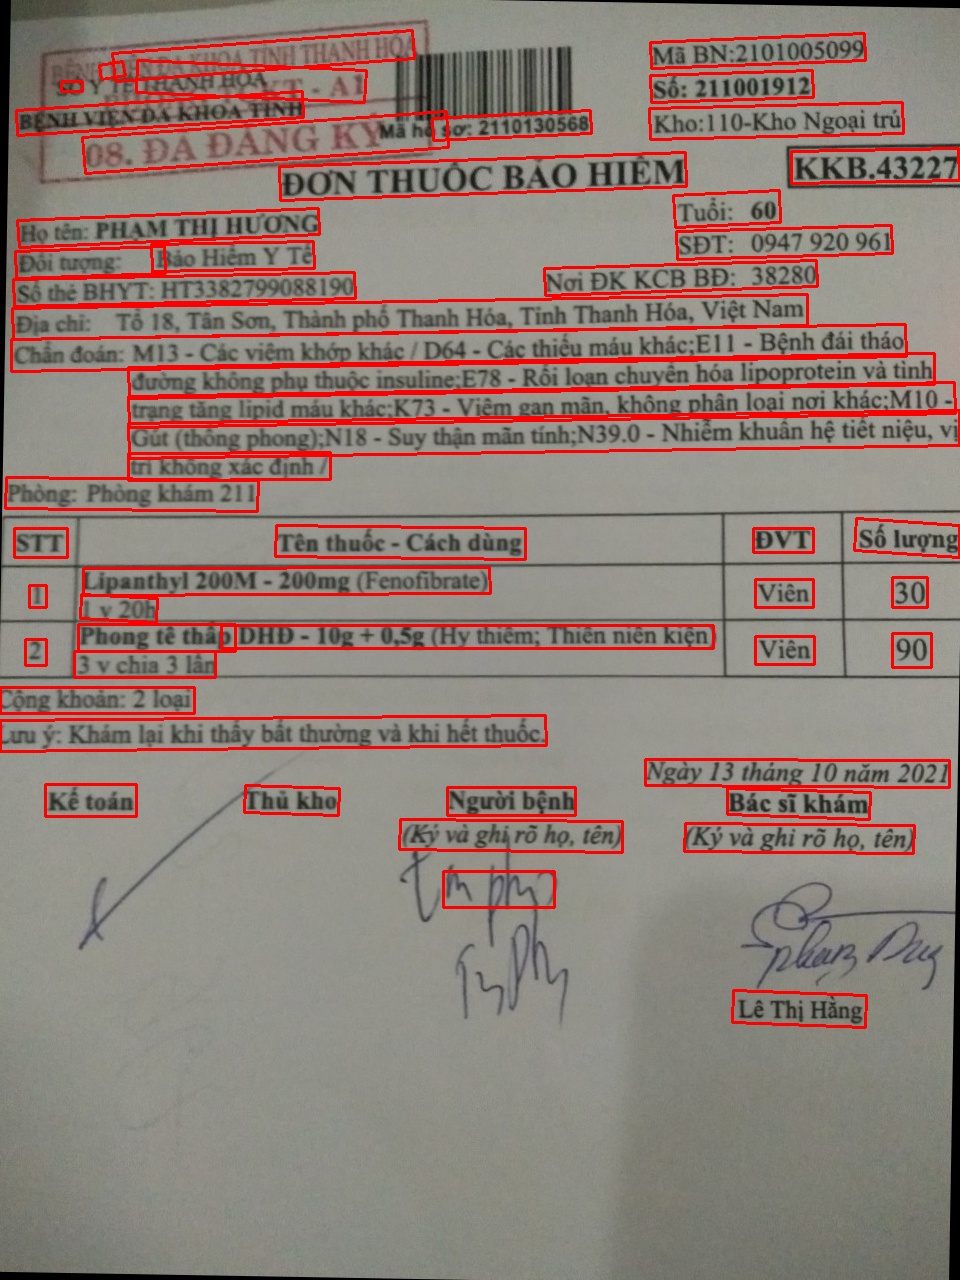 BỆNH VIỆN ĐA KHOA TỈNH THANH HÓA
SỞ Y TẾ THANH HÓA
- A1
BỆNH VIỆN ĐA KHOA TỈNH
08. ĐÃ ĐĂNG KÝ
Mã hồ sơ: 2110130568
Mã BN:2101005099
Số: 211001912
Kho:110-Kho Ngoại trú
ĐƠN THUỐC BẢO HIỂM
KKB.43227
Họ tên: PHẠM THỊ HƯƠNG
Tuổi: 60
Đối tượng: Bảo Hiểm Y Tế
SĐT: 0947 920 961
Số thẻ BHYT: HT3382799088190
Nơi ĐK KCB BĐ: 38280
Địa chỉ: Tổ 18, Tân Sơn, Thành phố Thanh Hóa, Tỉnh Thanh Hóa, Việt Nam
Chẩn đoán: M13 - Các viêm khớp khác / D64 - Các thiếu máu khác;E11 - Bệnh đái tháo
đường không phụ thuộc insuline;E78 - Rối loạn chuyển hóa lipoprotein và tình
trạng tăng lipid máu khác;K73 - Viêm gan mãn, không phân loại nơi khác;M10 -
Gút (thống phong);N18 - Suy thận mãn tính;N39.0 - Nhiễm khuẩn hệ tiết niệu, vị
trí không xác định /
Phòng: Phòng khám 211
STT Tên thuốc - Cách dùng ĐVT Số lượng
1 Lipanthyl 200M - 200mg (Fenofibrate) Viên 30
1 v 20h
2 Phong tê thấp DHĐ - 10g + 0,5g (Hy thiêm; Thiên niên kiện) Viên 90
3 v chia 3 lần
Cộng khoản: 2 loại
Lưu ý: Khám lại khi thấy bất thường và khi hết thuốc.
Ngày 13 tháng 10 năm 2021
Kế toán Thủ kho Người bệnh Bác sĩ khám
(Ký và ghi rõ họ, tên) (Ký và ghi rõ họ, tên)
Lê Thị Hằng